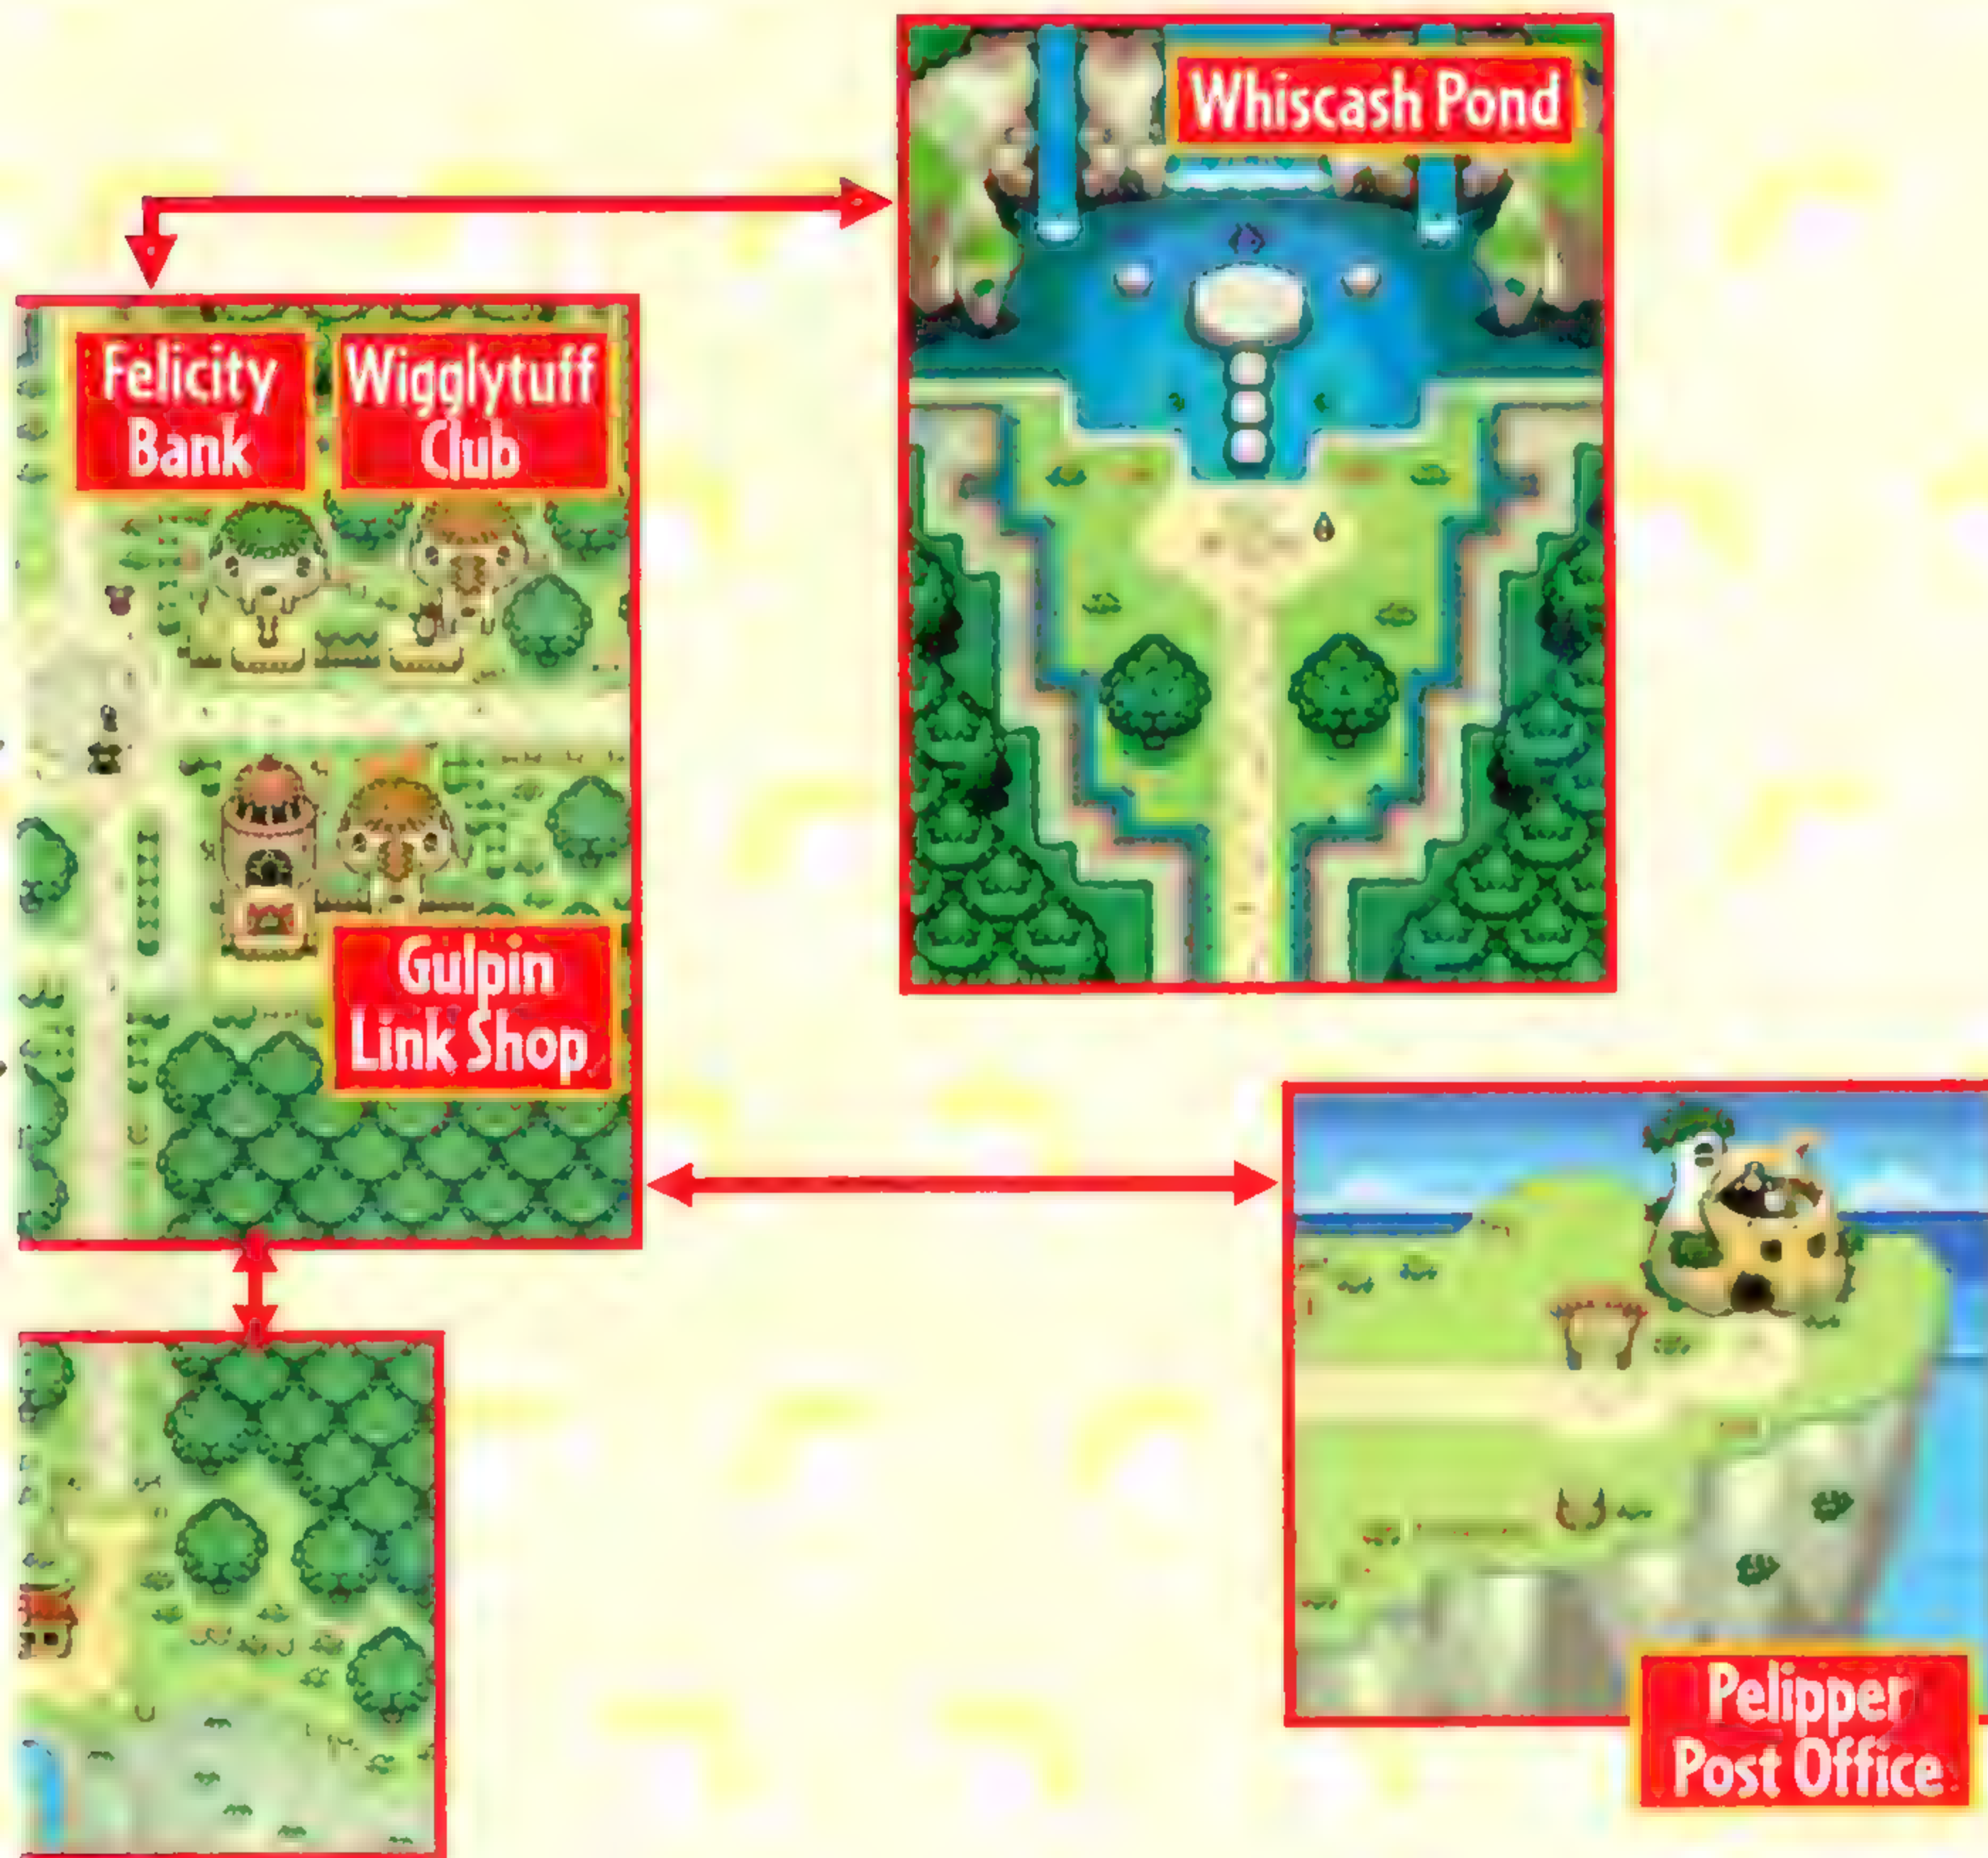 Whiscash Pond
Felicity
Bank
Wigglytuff
Club
Gulpin
Link Shop
Pelipper
Post Office